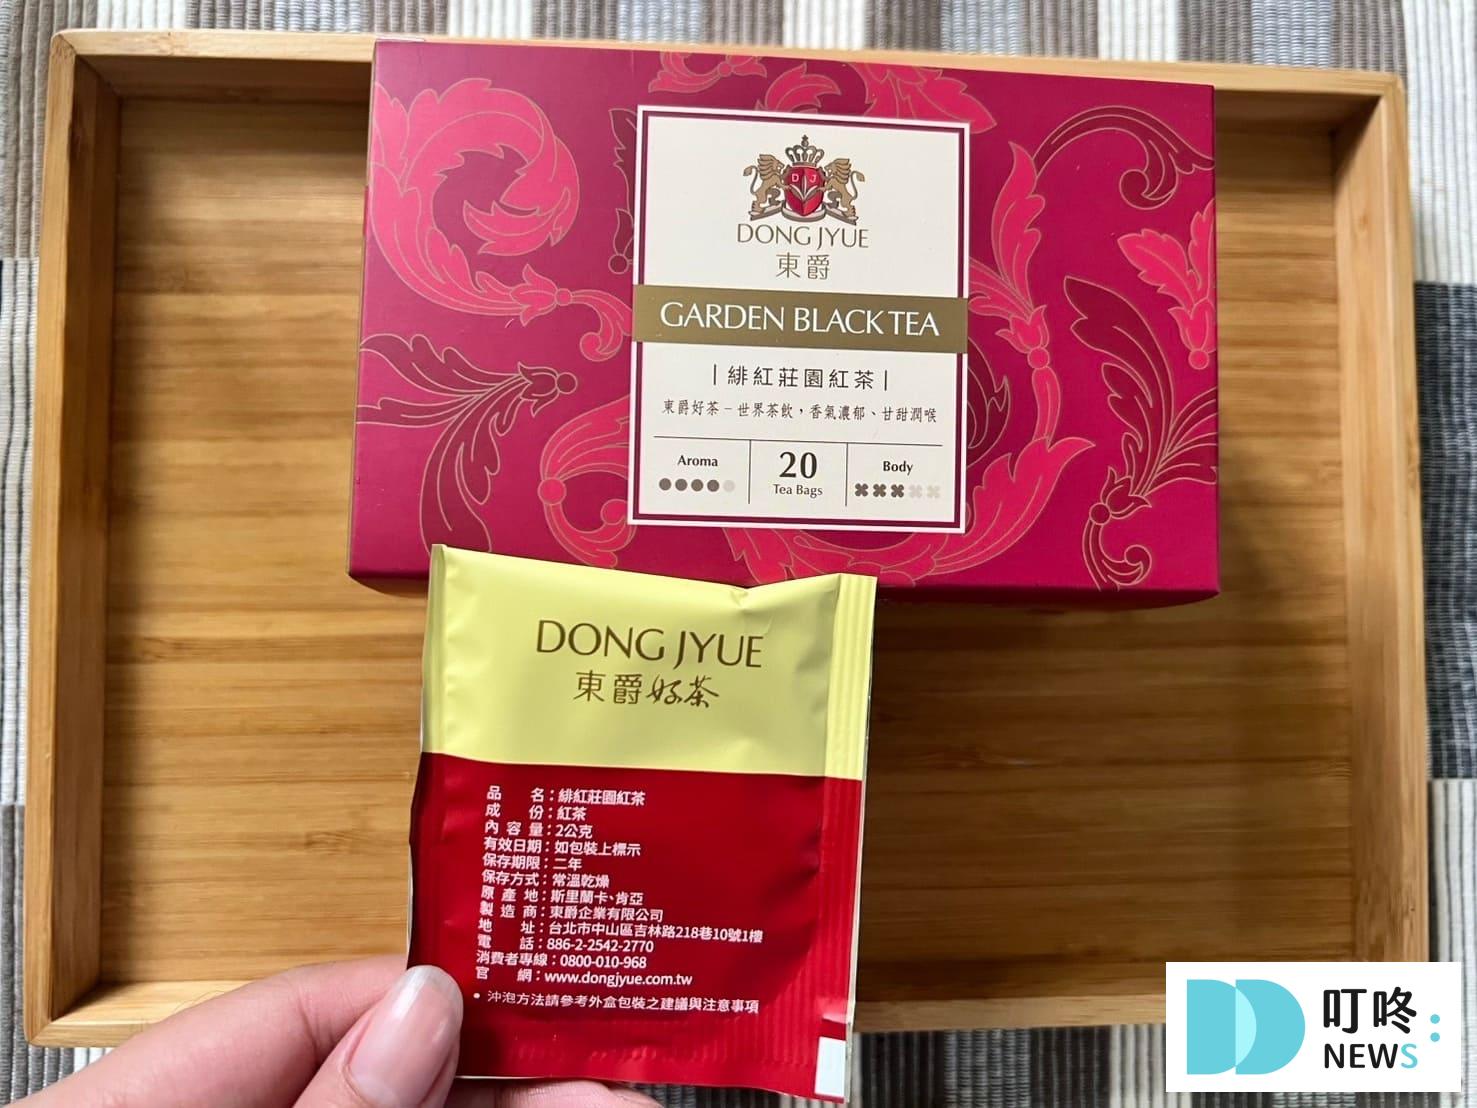 D J
DONG JYUE
東爵
GARDEN BLACK TEA
|緋紅莊園紅茶|
東爵好茶－世界茶飲，香氣濃郁、甘甜潤喉
Aroma
20
Tea Bags
Body
DONG JYUE
東爵好茶
品名：緋紅莊園紅茶
成份：紅茶
內容量：2公克
有效日期：如包裝上標示
保存期限：二年
保存方式：常溫乾燥
原產地：斯里蘭卡、肯亞
製造商：東爵企業有限公司
地址：台北市中山區吉林路218巷10號1樓
電話：886-2-2542-2770
消費者專線：0800-010-968
官網：www.dongjyue.com.tw
• 沖泡方法請參考外盒包裝之建議與注意事項
叮咚：
NEWS